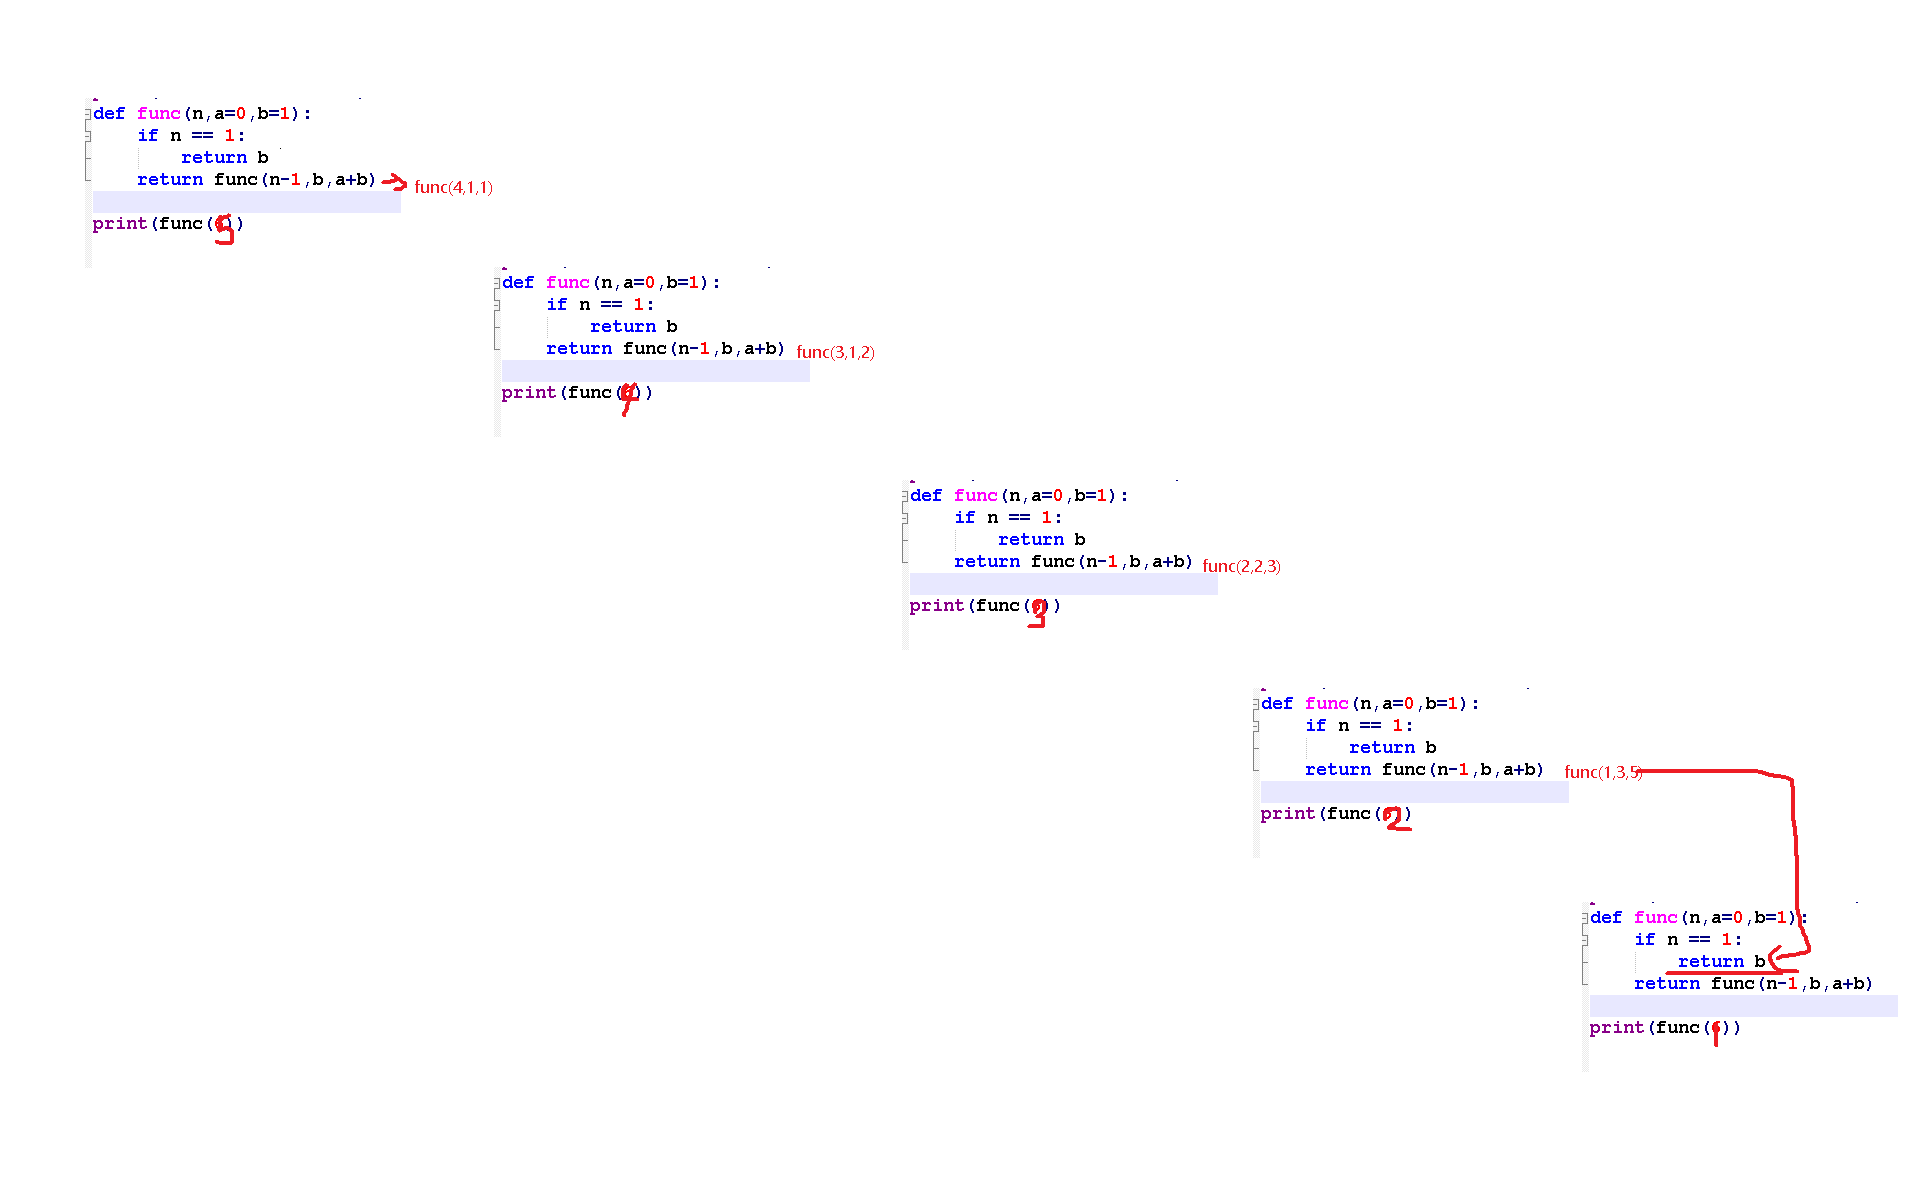 def func(n,a=0,b=1):
if n == 1:
return b
return func(n-1,b,a+b) func(4,1,1)
print(func(5))
def func(n,a=0,b=1):
if n == 1:
return b
return func(n-1,b,a+b) func(3,1,2)
print(func(4))
def func(n,a=0,b=1):
if n == 1:
return b
return func(n-1,b,a+b) func(2,2,3)
print(func(3))
def func(n,a=0,b=1):
if n == 1:
return b
return func(n-1,b,a+b) func(1,3,5)
print(func(2))
def func(n,a=0,b=1):
if n == 1:
return b
return func(n-1,b,a+b)
print(func(1))